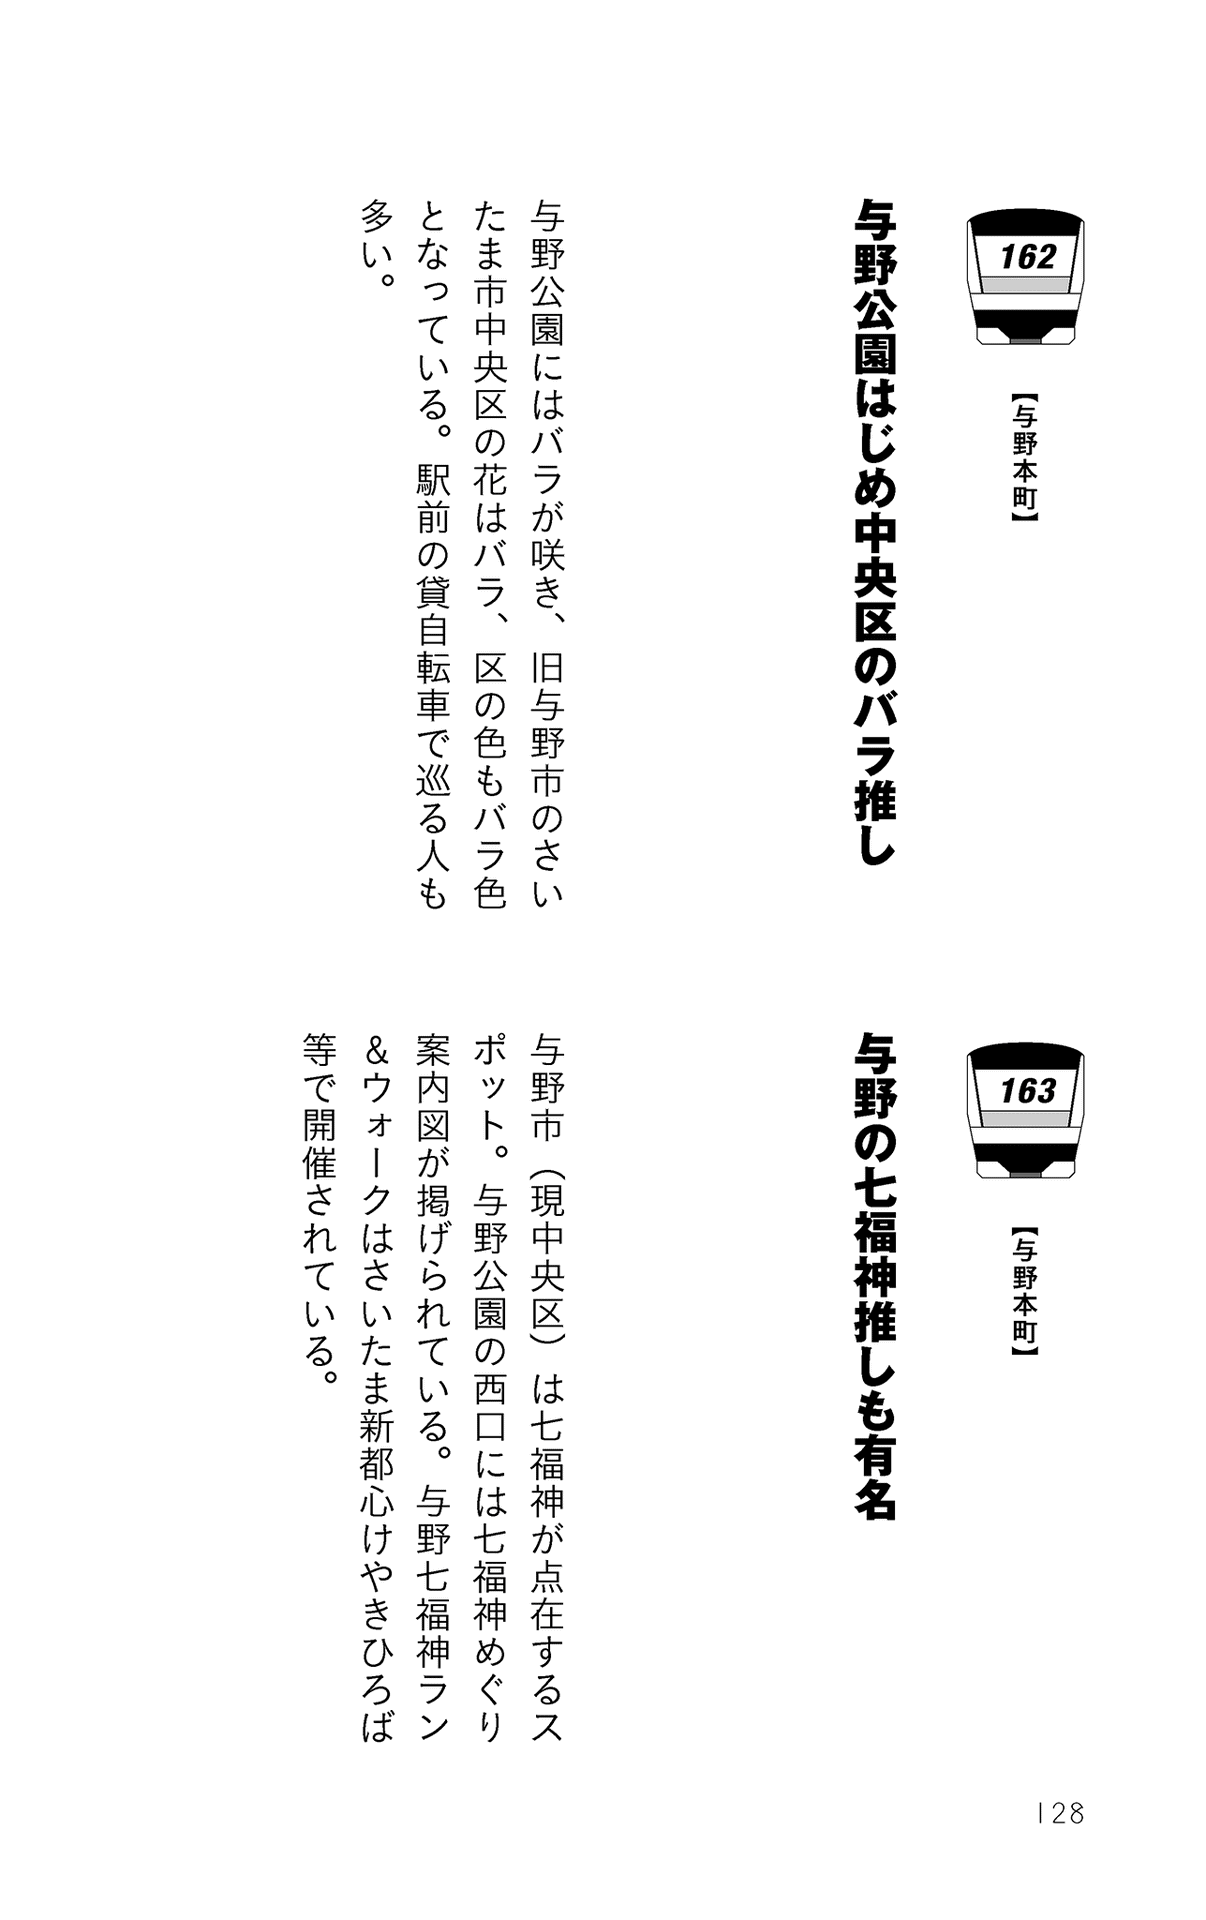 162
【与野本町】
与野公園はじめ中央区のバラ推し
与野公園にはバラが咲き、旧与野市のさい
たま市中央区の花はバラ、区の色もバラ色
となっている。駅前の貸自転車で巡る人も
多い。
163
【与野本町】
与野の七福神推しも有名
与野市（現中央区）は七福神が点在するス
ポット。与野公園の西口には七福神めぐり
案内図が掲げられている。与野七福神ラン
＆ウォークはさいたま新都心けやきひろば
等で開催されている。
128